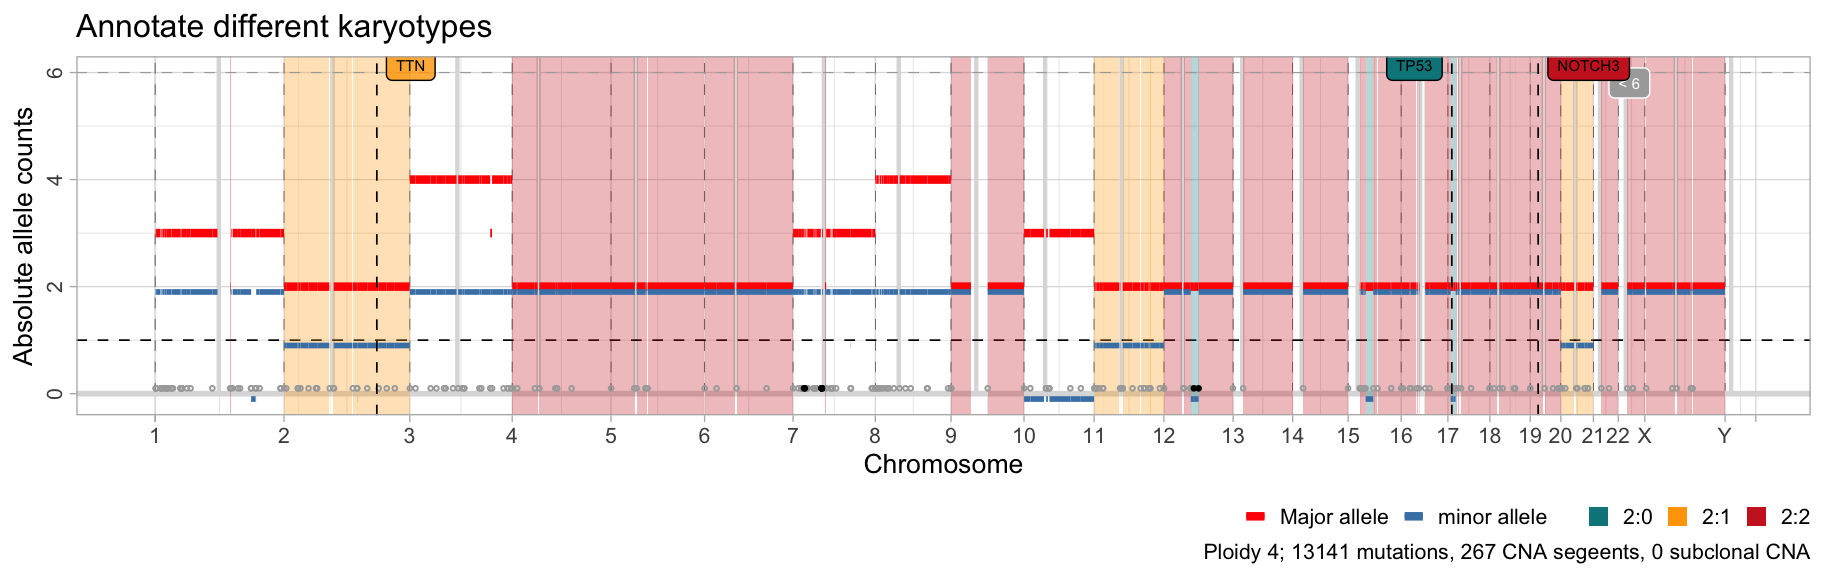 Annotate different karyotypes
TTN
TP53
NOTCH3
< 6
6
4
2
0
Absolute allele counts
1 2 3 4 5 6 7 8 9 10 11 12 13 14 15 16 17 18 19 20 21 22 X Y
Chromosome
Major allele minor allele 2:0 2:1 2:2
Ploidy 4; 13141 mutations, 267 CNA segeents, 0 subclonal CNA